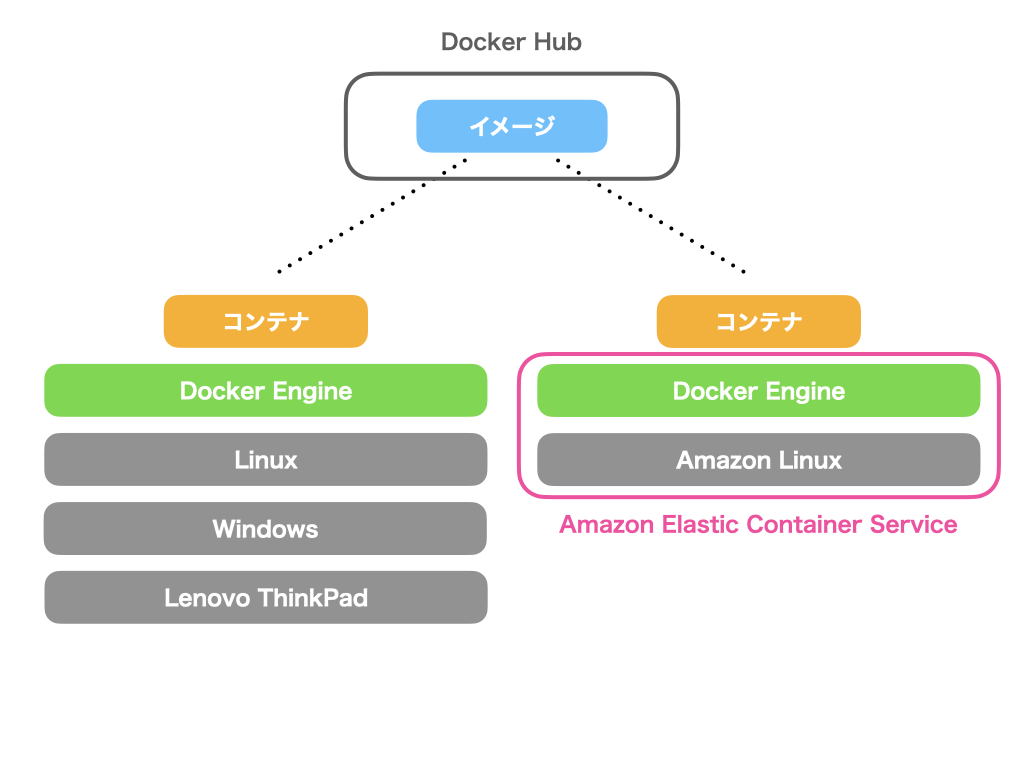 Docker Hub
イメージ
コンテナ
Docker Engine
Linux
Windows
Lenovo ThinkPad
コンテナ
Docker Engine
Amazon Linux
Amazon Elastic Container Service